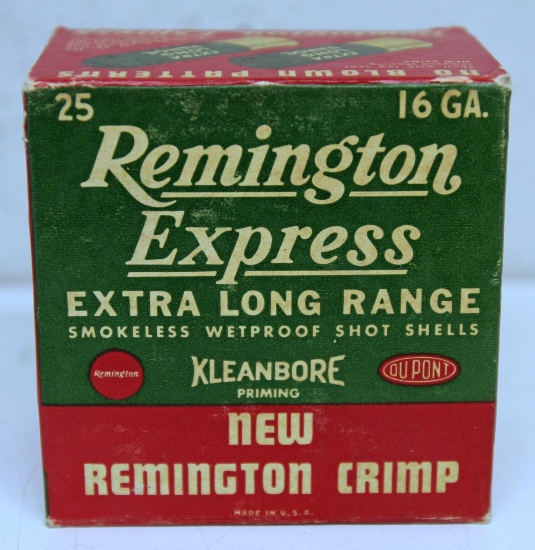 NO BLOWN PATTERNS
25 16 GA.
Remington
Express
EXTRA LONG RANGE
SMOKELESS WETPROOF SHOT SHELLS
Remington
KLEANBORE
PRIMING
DU PONT
NEW
REMINGTON CRIMP
MADE IN U.S.A.